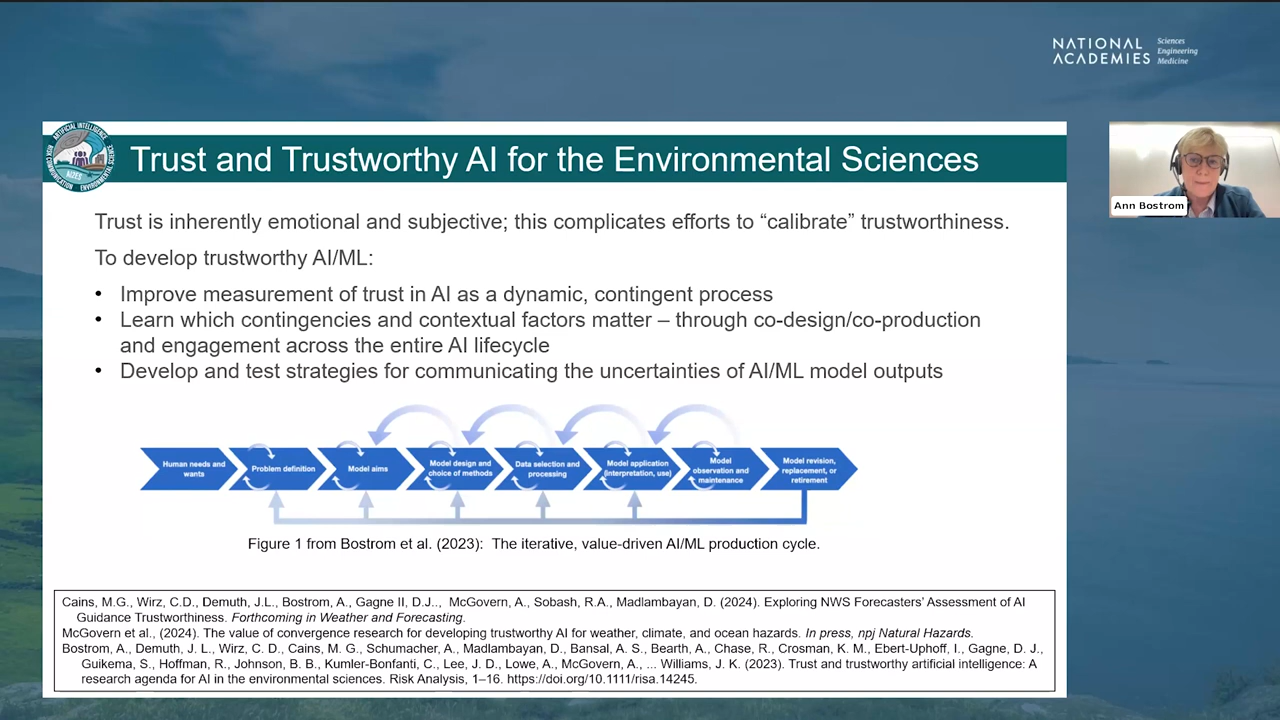 NATIONAL ACADEMIES
Sciences
Engineering
Medicine
Trust and Trustworthy AI for the Environmental Sciences
Ann Bostrom
Trust is inherently emotional and subjective; this complicates efforts to “calibrate” trustworthiness.
To develop trustworthy AI/ML:
• Improve measurement of trust in AI as a dynamic, contingent process
• Learn which contingencies and contextual factors matter – through co-design/co-production
and engagement across the entire AI lifecycle
• Develop and test strategies for communicating the uncertainties of AI/ML model outputs
Human needs and
wants
Problem definition
Model aims
Model design and
choice of methods
Data selection and
processing
Model application
(interpretation, use)
Model
observation and
maintenance
Model revision,
replacement, or
retirement
Figure 1 from Bostrom et al. (2023): The iterative, value-driven AI/ML production cycle.
Cains, M.G., Wirz, C.D., Demuth, J.L., Bostrom, A., Gagne II, D.J.., McGovern, A., Sobash, R.A., Madlambayan, D. (2024). Exploring NWS Forecasters’ Assessment of AI
Guidance Trustworthiness. Forthcoming in Weather and Forecasting.
McGovern et al., (2024). The value of convergence research for developing trustworthy AI for weather, climate, and ocean hazards. In press, npj Natural Hazards.
Bostrom, A., Demuth, J. L., Wirz, C. D., Cains, M. G., Schumacher, A., Madlambayan, D., Bansal, A. S., Bearth, A., Chase, R., Crosman, K. M., Ebert-Uphoff, I., Gagne, D. J.,
Guikema, S., Hoffman, R., Johnson, B. B., Kumler-Bonfanti, C., Lee, J. D., Lowe, A., McGovern, A., ... Williams, J. K. (2023). Trust and trustworthy artificial intelligence: A
research agenda for AI in the environmental sciences. Risk Analysis, 1–16. https://doi.org/10.1111/risa.14245.